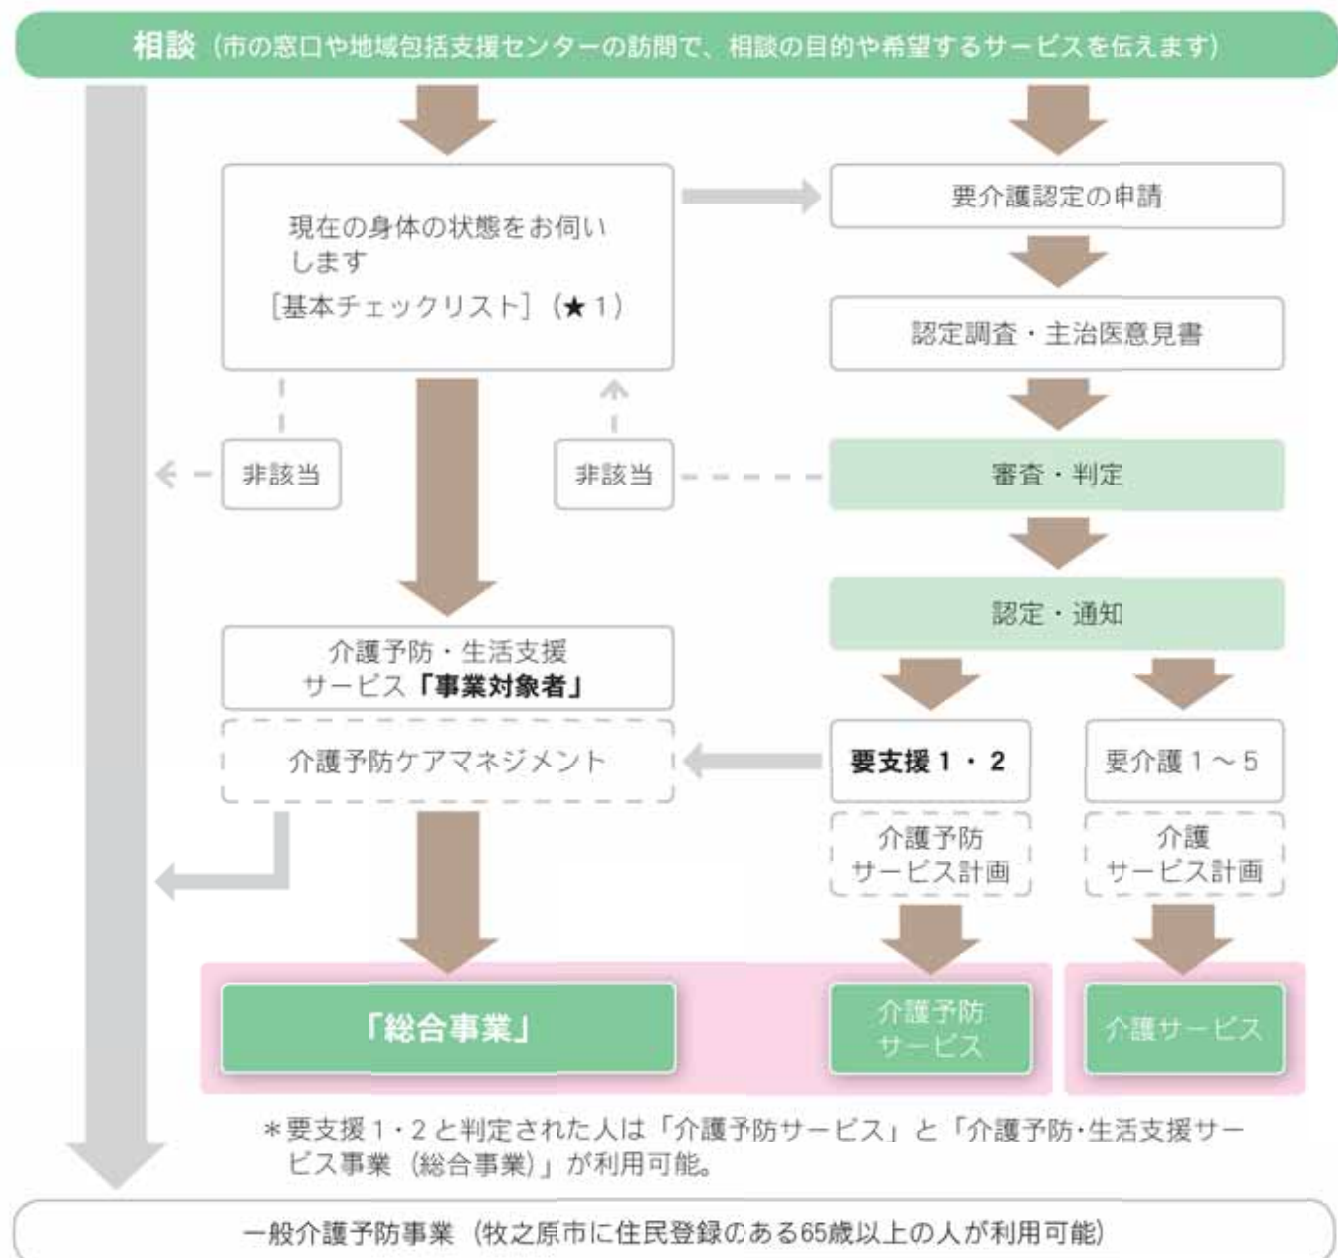 相談（市の窓口や地域包括支援センターの訪問で、相談の目的や希望するサービスを伝えます）
現在の身体の状態をお伺い
します
［基本チェックリスト］（★１）
要介護認定の申請
認定調査・主治医意見書
非該当
非該当
審査・判定
認定・通知
介護予防・生活支援
サービス「事業対象者」
介護予防ケアマネジメント
要支援１・２
要介護１～５
介護予防
サービス計画
介護
サービス計画
「総合事業」
介護予防
サービス
介護サービス
＊要支援１・２と判定された人は「介護予防サービス」と「介護予防・生活支援サー
ビス事業（総合事業）」が利用可能。
一般介護予防事業（牧之原市に住民登録のある65歳以上の人が利用可能）